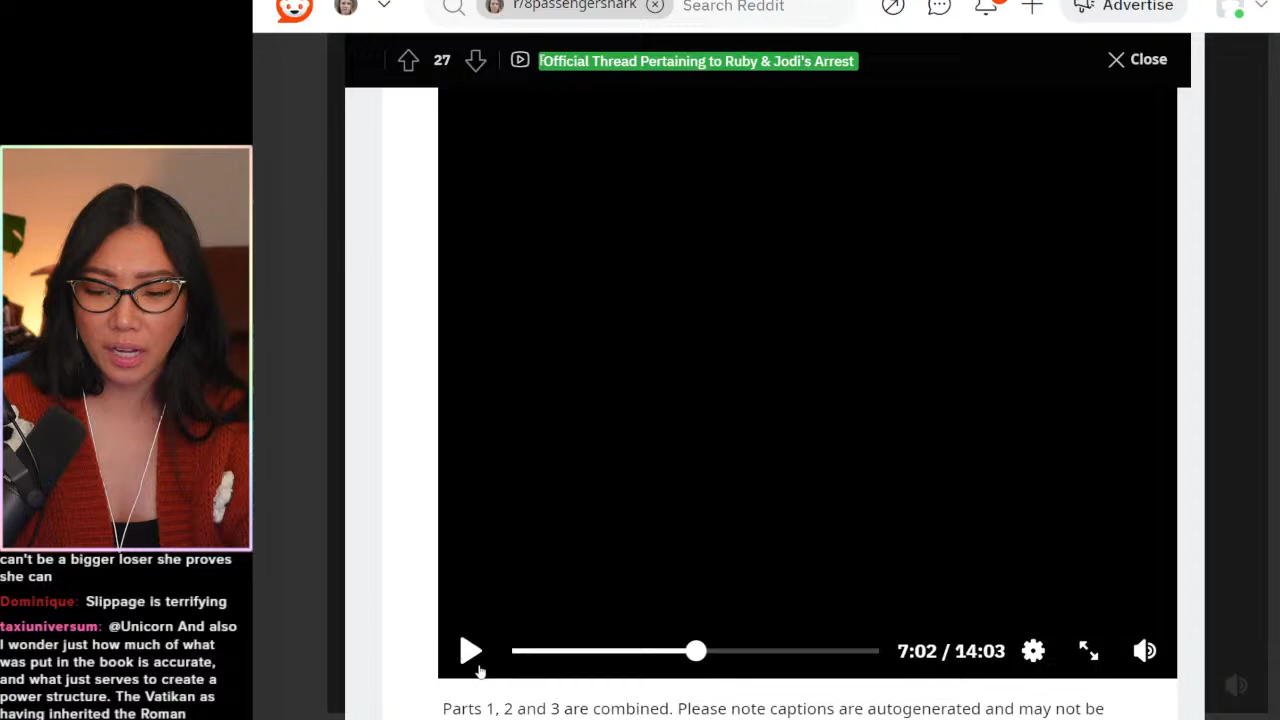 r/8passengershark
Search Reddit
Advertise
27
Official Thread Pertaining to Ruby & Jodi's Arrest
Close
7:02 / 14:03
Parts 1, 2 and 3 are combined. Please note captions are autogenerated and may not be
can't be a bigger loser she proves
she can
Dominique: Slippage is terrifying
taxiuniversum: @Unicorn And also
I wonder just how much of what
was put in the book is accurate,
and what just serves to create a
power structure. The Vatikan as
having inherited the Roman